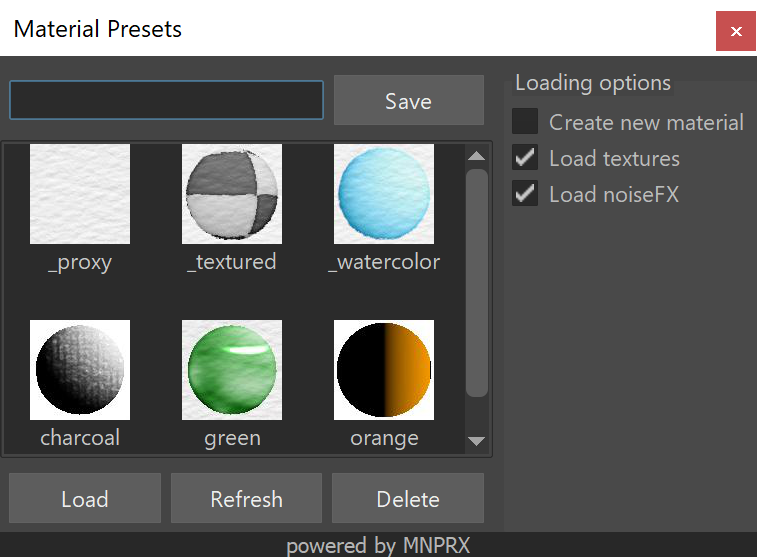 Material Presets
Save
Loading options
Create new material
Load textures
Load noiseFX
_proxy
_textured
_watercolor
charcoal
green
orange
Load
Refresh
Delete
powered by MNPRX